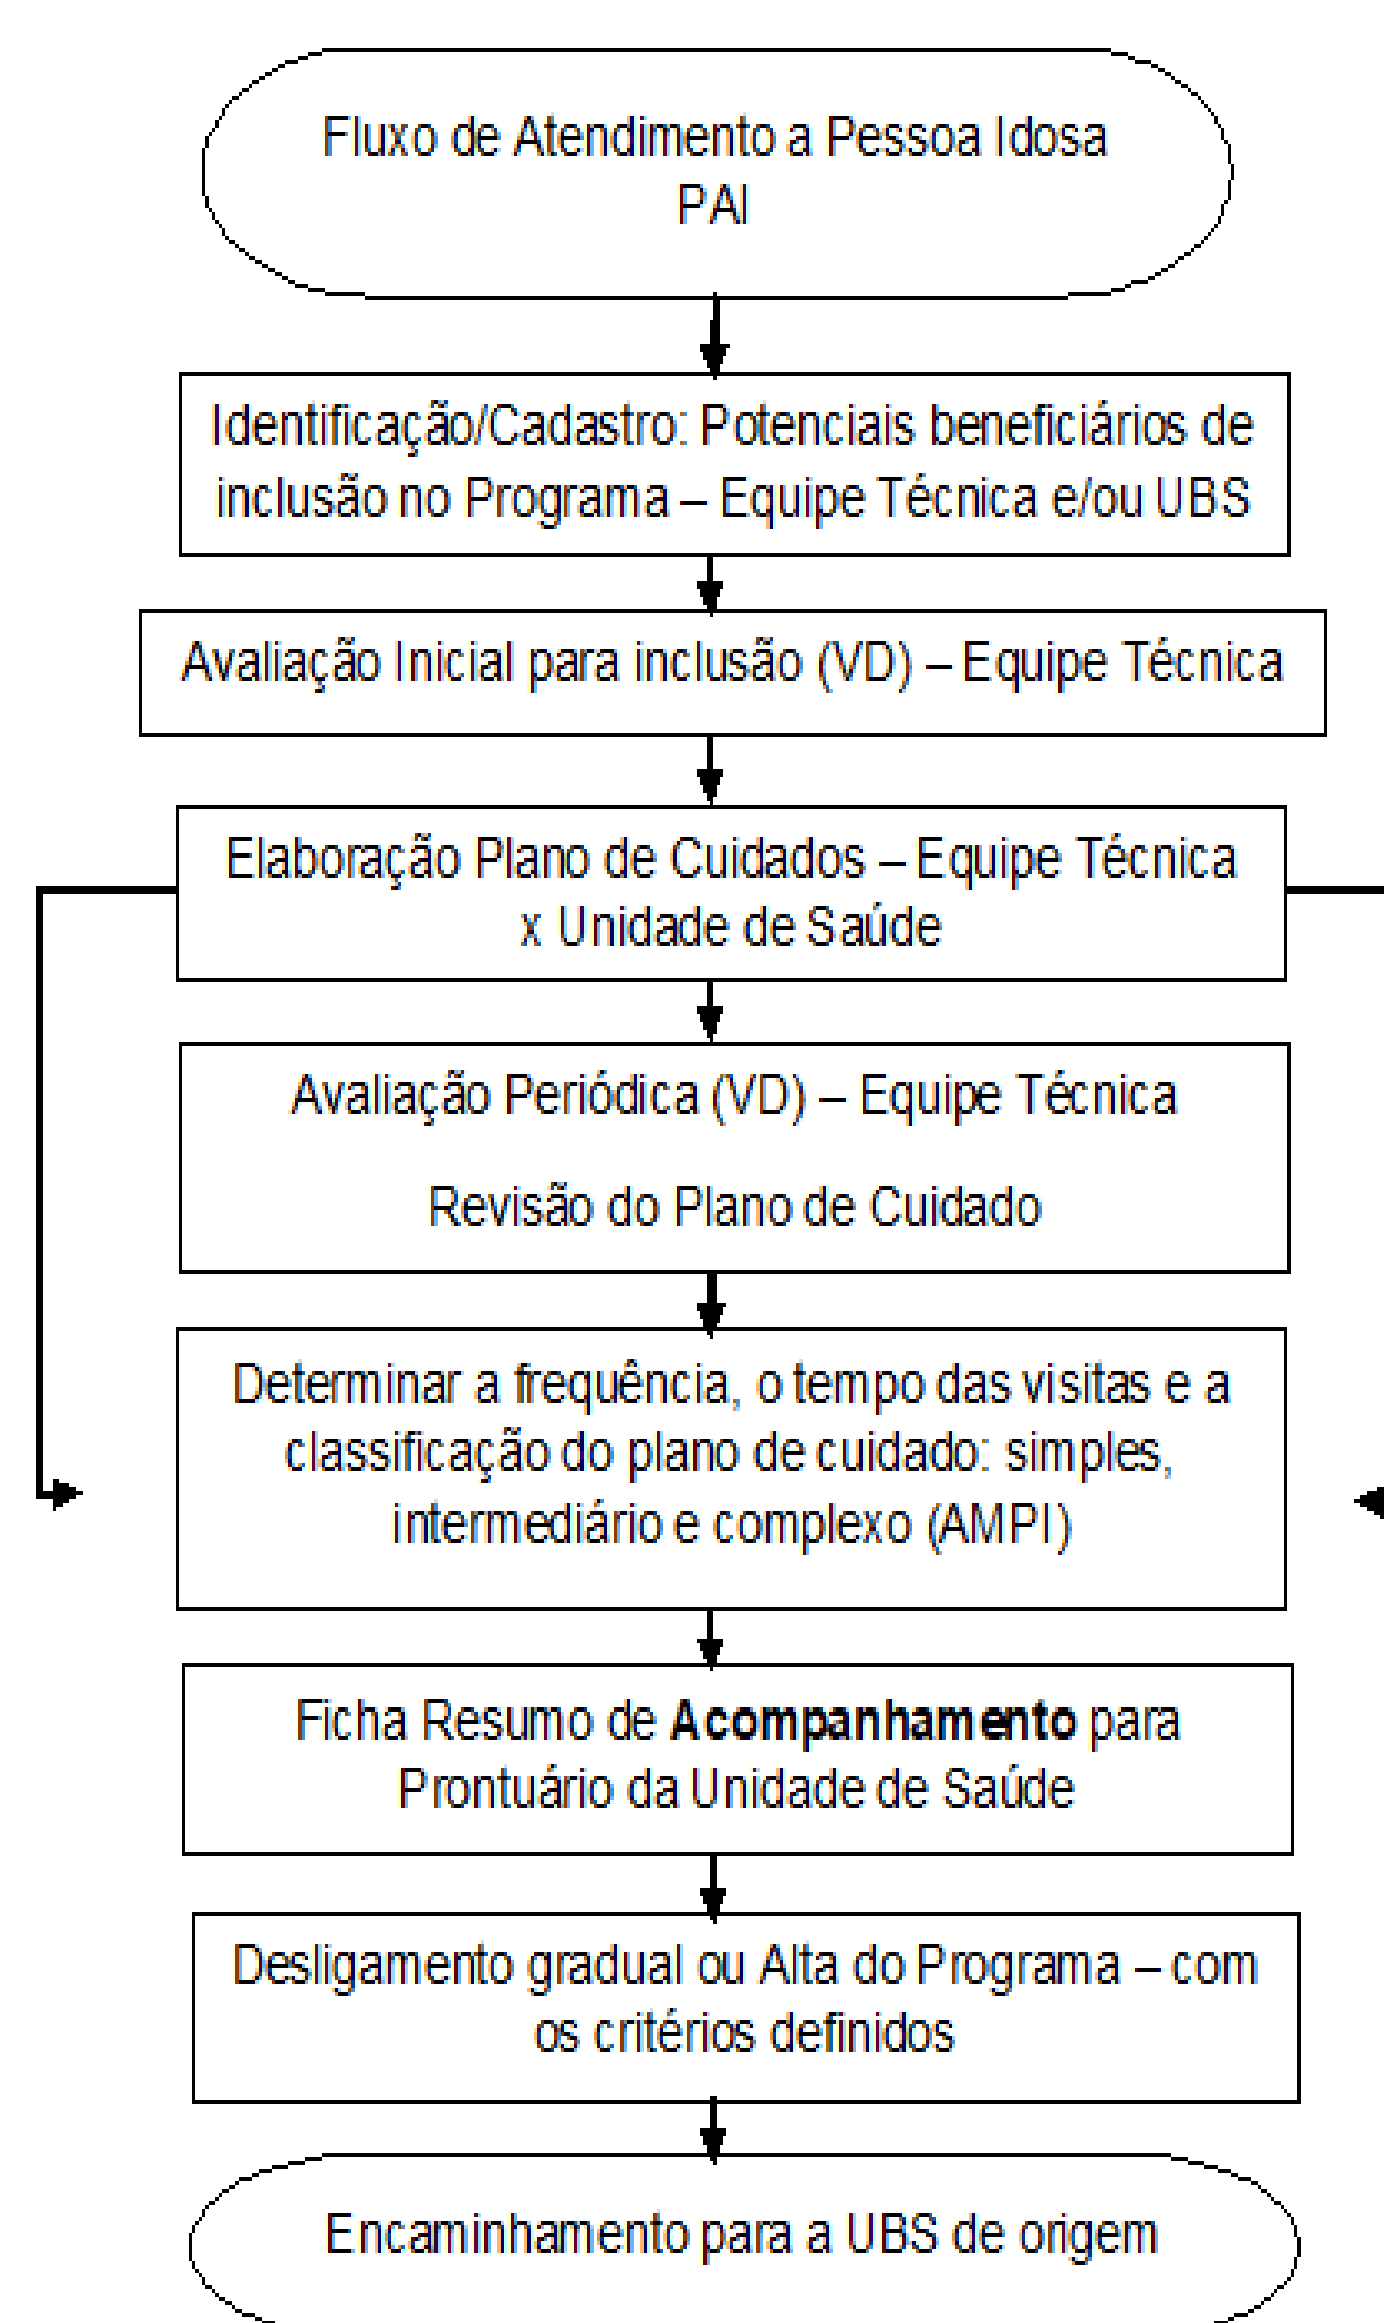 Fluxo de Atendimento a Pessoa Idosa
PAI
Identificação/Cadastro: Potenciais beneficiários de
inclusão no Programa – Equipe Técnica e/ou UBS
Avaliação Inicial para inclusão (VD) – Equipe Técnica
Elaboração Plano de Cuidados – Equipe Técnica
x Unidade de Saúde
Avaliação Periódica (VD) – Equipe Técnica
Revisão do Plano de Cuidado
Determinar a frequência, o tempo das visitas e a
classificação do plano de cuidado: simples,
intermediário e complexo (AMPI)
Ficha Resumo de Acompanhamento para
Prontuário da Unidade de Saúde
Desligamento gradual ou Alta do Programa – com
os critérios definidos
Encaminhamento para a UBS de origem